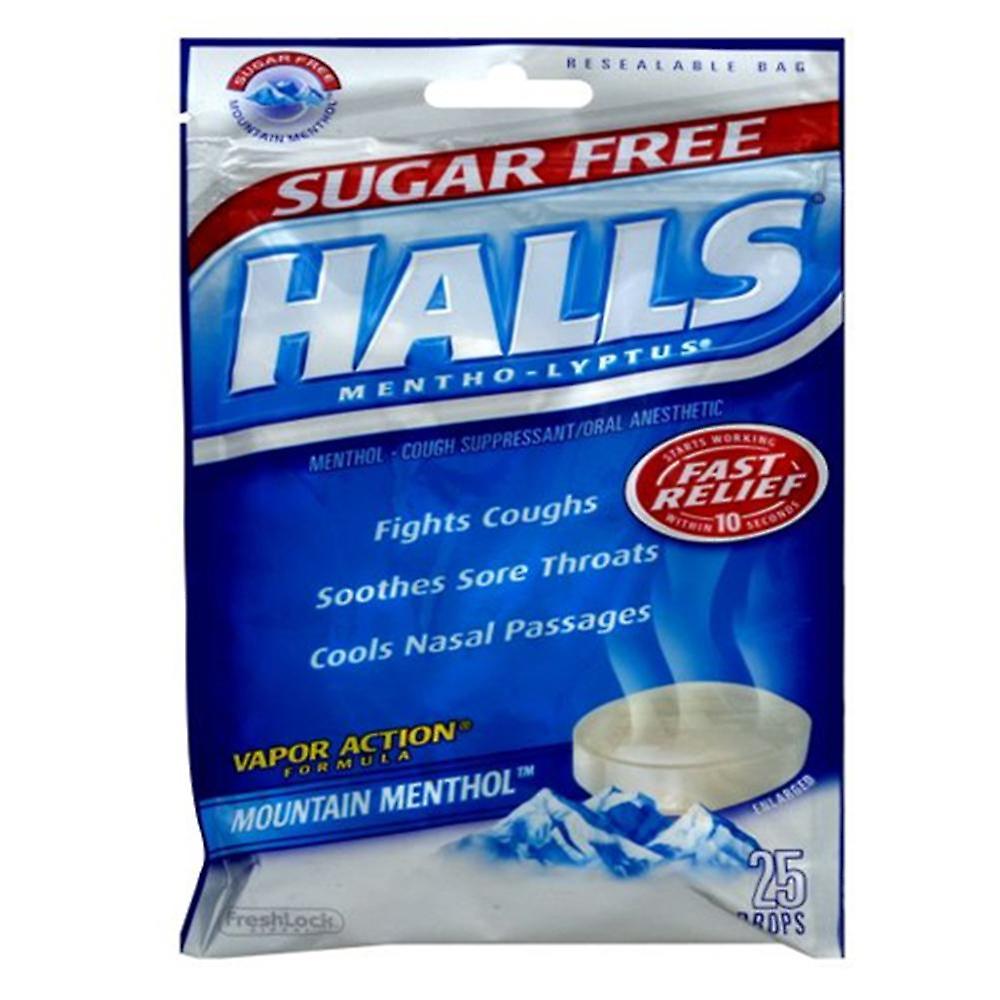 RESEALABLE BAG
SUGAR FREE
MOUNTAIN MENTHOL™
SUGAR FREE
HALLS®
MENTHO-LYPTUS®
MENTHOL - COUGH SUPPRESSANT/ORAL ANESTHETIC
STARTS WORKING
FAST
RELIEF
WITHIN 10 SECONDS
Fights Coughs
Soothes Sore Throats
Cools Nasal Passages
VAPOR ACTION®
FORMULA
MOUNTAIN MENTHOL™
ENLARGED
25
DROPS
FreshLock